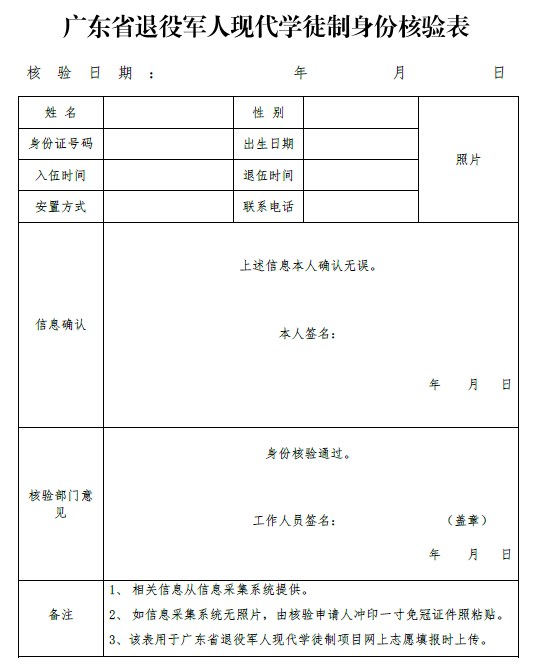 广东省退役军人现代学徒制身份核验表
核 验 日 期 ： 年 月 日
姓 名 性 别 照片
身份证号码 出生日期
入伍时间 退伍时间
安置方式 联系电话
上述信息本人确认无误。
信息确认
本人签名：
年 月 日
身份核验通过。
核验部门意
见
工作人员签名： （盖章）
年 月 日
备注
1、 相关信息从信息采集系统提供。
2、 如信息采集系统无照片，由核验申请人冲印一寸免冠证件照粘贴。
3、该表用于广东省退役军人现代学徒制项目网上志愿填报时上传。